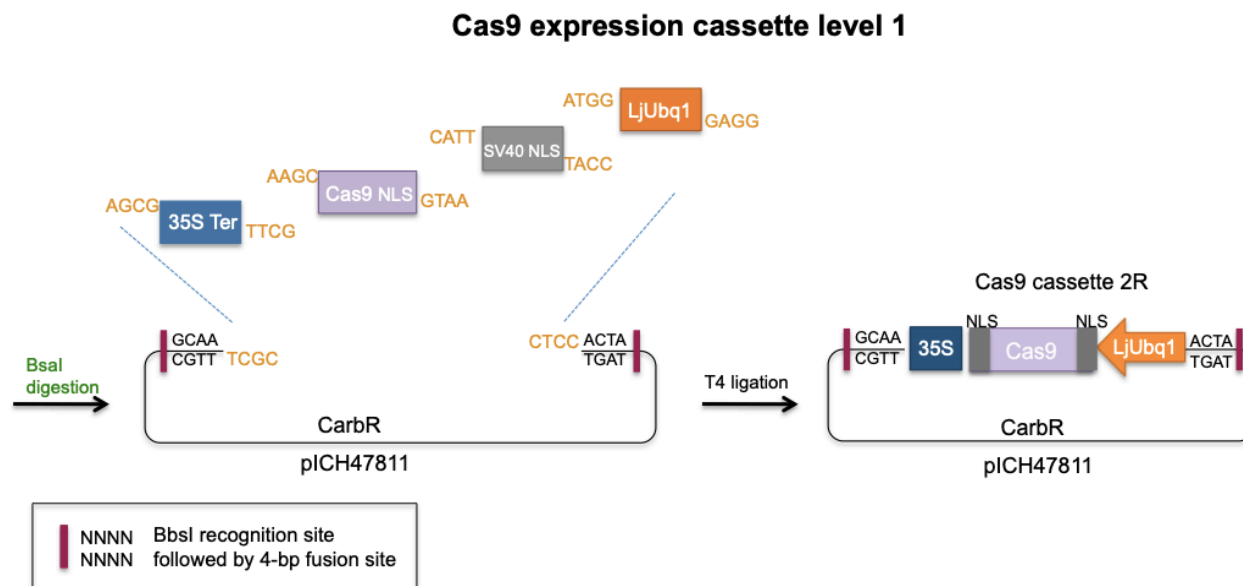 Cas9 expression cassette level 1
ATGG
LjUbq1
GAGG
CATT
SV40 NLS
TACC
AAGC
Cas9 NLS
GTAA
AGCG
35S Ter
TTCG
Cas9 cassette 2R
BsaI
digestion
GCAA
CGTT
TCGC
CTCC
ACTA
TGAT
CarbR
pICH47811
T4 ligation
NLS
NLS
GCAA
CGTT
35S
Cas9
LjUbq1
ACTA
TGAT
CarbR
pICH47811
NNNN BbsI recognition site
NNNN followed by 4-bp fusion site